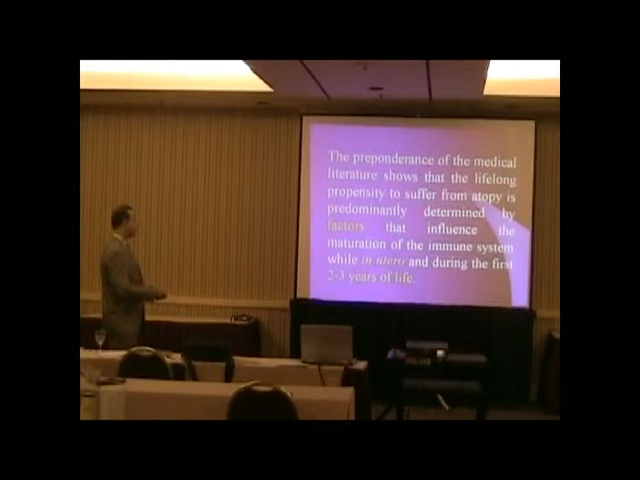 The preponderance of the medical
literature shows that the lifelong
propensity to suffer from atopy is
predominantly determined by
factors that influence the
maturation of the immune system
while in utero and during the first
2-3 years of life.